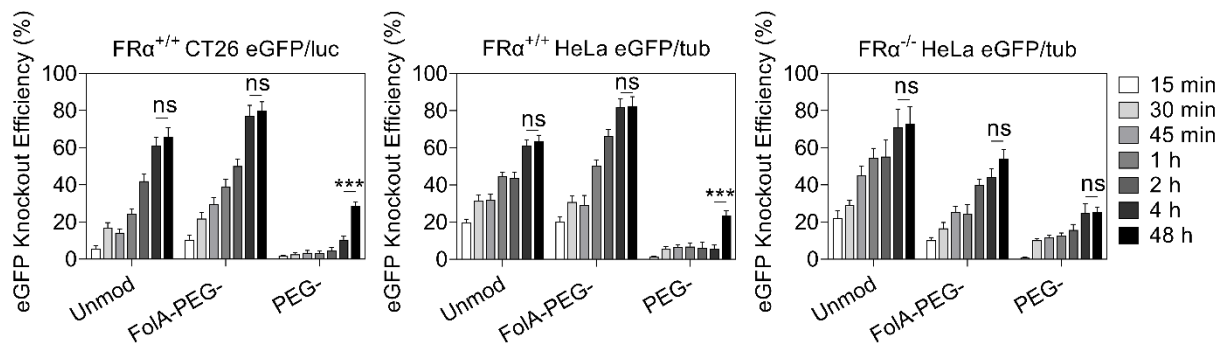 FRα+/+ CT26 eGFP/luc
eGFP Knockout Efficiency (%)
100
80
60
40
20
0
ns
ns
***
Unmod
FolA-PEG-
PEG-
FRα+/+ HeLa eGFP/tub
eGFP Knockout Efficiency (%)
100
80
60
40
20
0
ns
ns
***
Unmod
FolA-PEG-
PEG-
FRα-/- HeLa eGFP/tub
eGFP Knockout Efficiency (%)
100
80
60
40
20
0
ns
ns
ns
Unmod
FolA-PEG-
PEG-
15 min
30 min
45 min
1 h
2 h
4 h
48 h